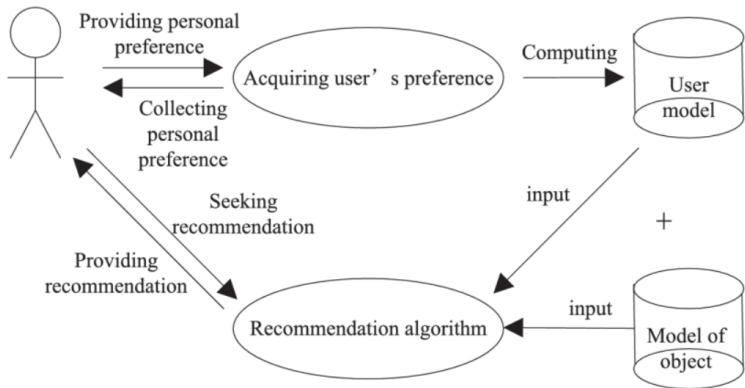 Providing personal
preference
Acquiring user’ s preference
Computing
User
model
Collecting
personal
preference
Seeking
recommendation
input
+
Providing
recommendation
Recommendation algorithm
input
Model of
object